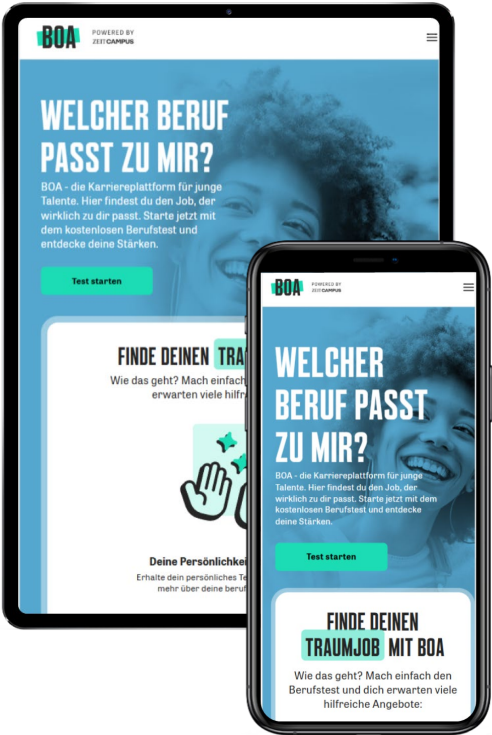 BOA
POWERED BY
ZEIT CAMPUS
WELCHER BERUF
PASST ZU MIR?
BOA - die Karriereplattform für junge
Talente. Hier findest du den Job, der
wirklich zu dir passt. Starte jetzt mit
dem kostenlosen Berufstest und
entdecke deine Stärken.
Test starten
FINDE DEINEN TRA
Wie das geht? Mach einfach
erwarten viele hilfr
Deine Persönlichkei
Erhalte dein persönliches Te
mehr über deine beruf
BOA
POWERED BY
ZEIT CAMPUS
WELCHER
BERUF PASST
ZU MIR?
BOA - die Karriereplattform für junge
Talente. Hier findest du den Job, der
wirklich zu dir passt. Starte jetzt mit dem
kostenlosen Berufstest und entdecke
deine Stärken.
Test starten
FINDE DEINEN
TRAUMJOB MIT BOA
Wie das geht? Mach einfach den
Berufstest und dich erwarten viele
hilfreiche Angebote: